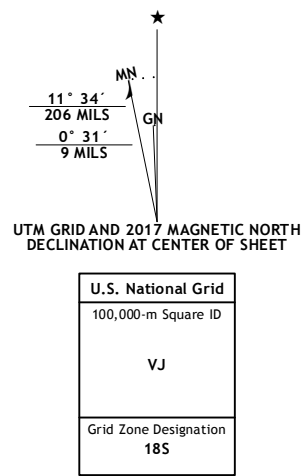 ★
MN
11° 34´
206 MILS
GN
0° 31´
9 MILS
UTM GRID AND 2017 MAGNETIC NORTH
DECLINATION AT CENTER OF SHEET
U.S. National Grid
100,000-m Square ID
VJ
Grid Zone Designation
18S